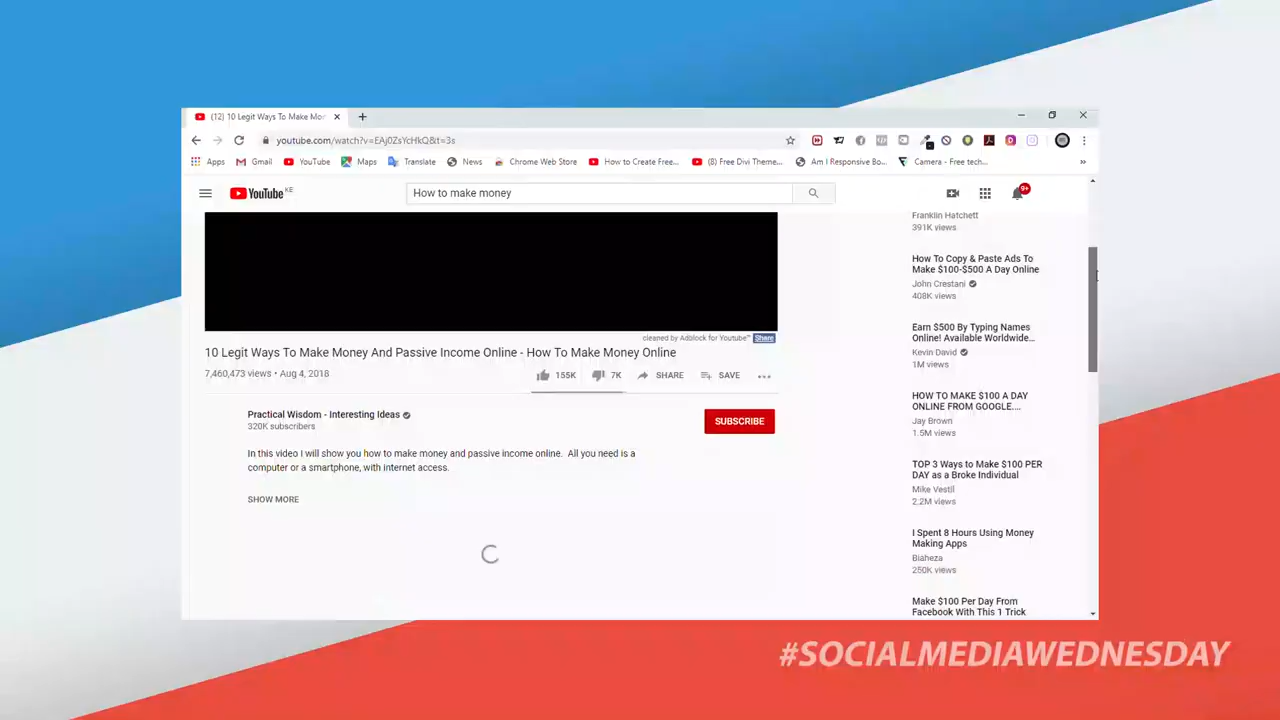 (12) 10 Legit Ways To Make Mon
youtube.com/watch?v=EAj0ZsYcHkQ&t=3s
Apps Gmail YouTube Maps Translate News Chrome Web Store How to Create Free... (8) Free Divi Theme... Am I Responsive Bo... Camera - Free tech...
YouTube KE
How to make money
9+
Franklin Hatchett
391K views
How To Copy & Paste Ads To
Make $100-$500 A Day Online
John Crestani
408K views
cleaned by Adblock for Youtube™ Share
10 Legit Ways To Make Money And Passive Income Online - How To Make Money Online
7,460,473 views • Aug 4, 2018
155K 7K SHARE SAVE
Practical Wisdom - Interesting Ideas
320K subscribers
SUBSCRIBE
In this video I will show you how to make money and passive income online. All you need is a
computer or a smartphone, with internet access.
SHOW MORE
Earn $500 By Typing Names
Online! Available Worldwide...
Kevin David
1M views
HOW TO MAKE $100 A DAY
ONLINE FROM GOOGLE....
Jay Brown
1.5M views
TOP 3 Ways to Make $100 PER
DAY as a Broke Individual
Mike Vestil
2.2M views
I Spent 8 Hours Using Money
Making Apps
Biaheza
250K views
Make $100 Per Day From
Facebook With This 1 Trick
#SOCIALMEDIAWEDNESDAY